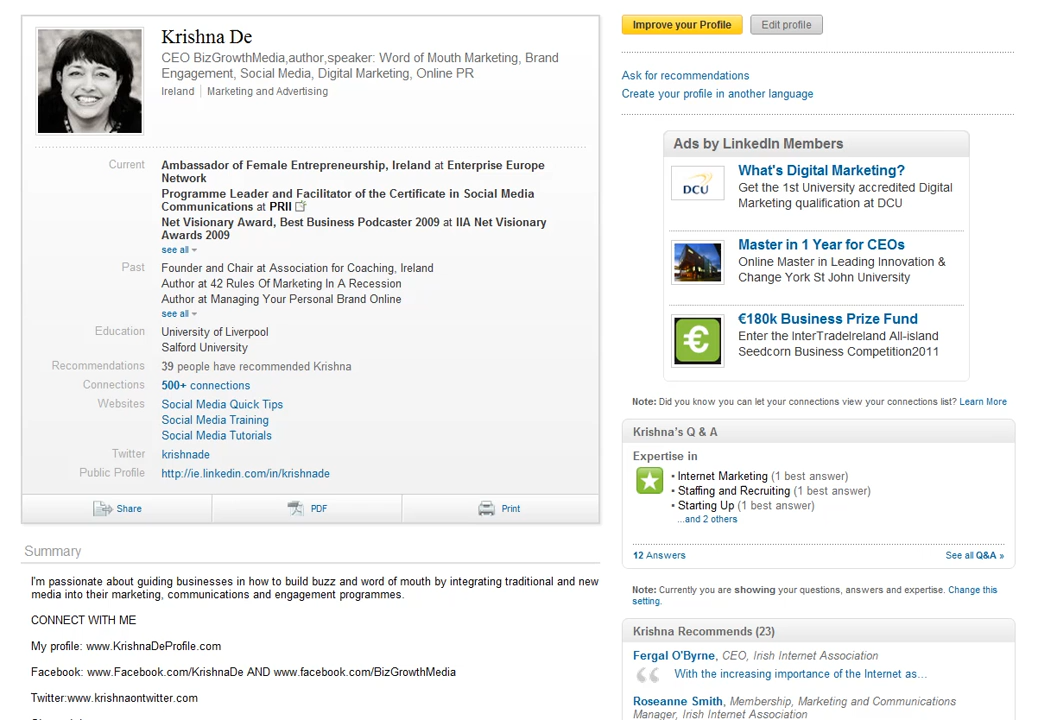 Krishna De
CEO BizGrowthMedia,author,speaker: Word of Mouth Marketing, Brand
Engagement, Social Media, Digital Marketing, Online PR
Ireland | Marketing and Advertising
Current
Ambassador of Female Entrepreneurship, Ireland at Enterprise Europe
Network
Programme Leader and Facilitator of the Certificate in Social Media
Communications at PRII
Net Visionary Award, Best Business Podcaster 2009 at IIA Net Visionary
Awards 2009
see all
Past
Founder and Chair at Association for Coaching, Ireland
Author at 42 Rules Of Marketing In A Recession
Author at Managing Your Personal Brand Online
see all
Education
University of Liverpool
Salford University
Recommendations 39 people have recommended Krishna
Connections 500+ connections
Websites
Social Media Quick Tips
Social Media Training
Social Media Tutorials
Twitter krishnade
Public Profile http://ie.linkedin.com/in/krishnade
Share PDF Print
Summary
I'm passionate about guiding businesses in how to build buzz and word of mouth by integrating traditional and new
media into their marketing, communications and engagement programmes.
CONNECT WITH ME
My profile: www.KrishnaDeProfile.com
Facebook: www.Facebook.com/KrishnaDe AND www.facebook.com/BizGrowthMedia
Twitter:www.krishnaontwitter.com
Improve your Profile Edit profile
Ask for recommendations
Create your profile in another language
Ads by LinkedIn Members
DCU
What's Digital Marketing?
Get the 1st University accredited Digital
Marketing qualification at DCU
Master in 1 Year for CEOs
Online Master in Leading Innovation &
Change York St John University
€
€180k Business Prize Fund
Enter the InterTradeIreland All-island
Seedcorn Business Competition2011
Note: Did you know you can let your connections view your connections list? Learn More
Krishna's Q & A
Expertise in
• Internet Marketing (1 best answer)
• Staffing and Recruiting (1 best answer)
• Starting Up (1 best answer)
...and 2 others
12 Answers See all Q&A »
Note: Currently you are showing your questions, answers and expertise. Change this
setting.
Krishna Recommends (23)
Fergal O'Byrne, CEO, Irish Internet Association
With the increasing importance of the Internet as...
Roseanne Smith, Membership, Marketing and Communications
Manager, Irish Internet Association